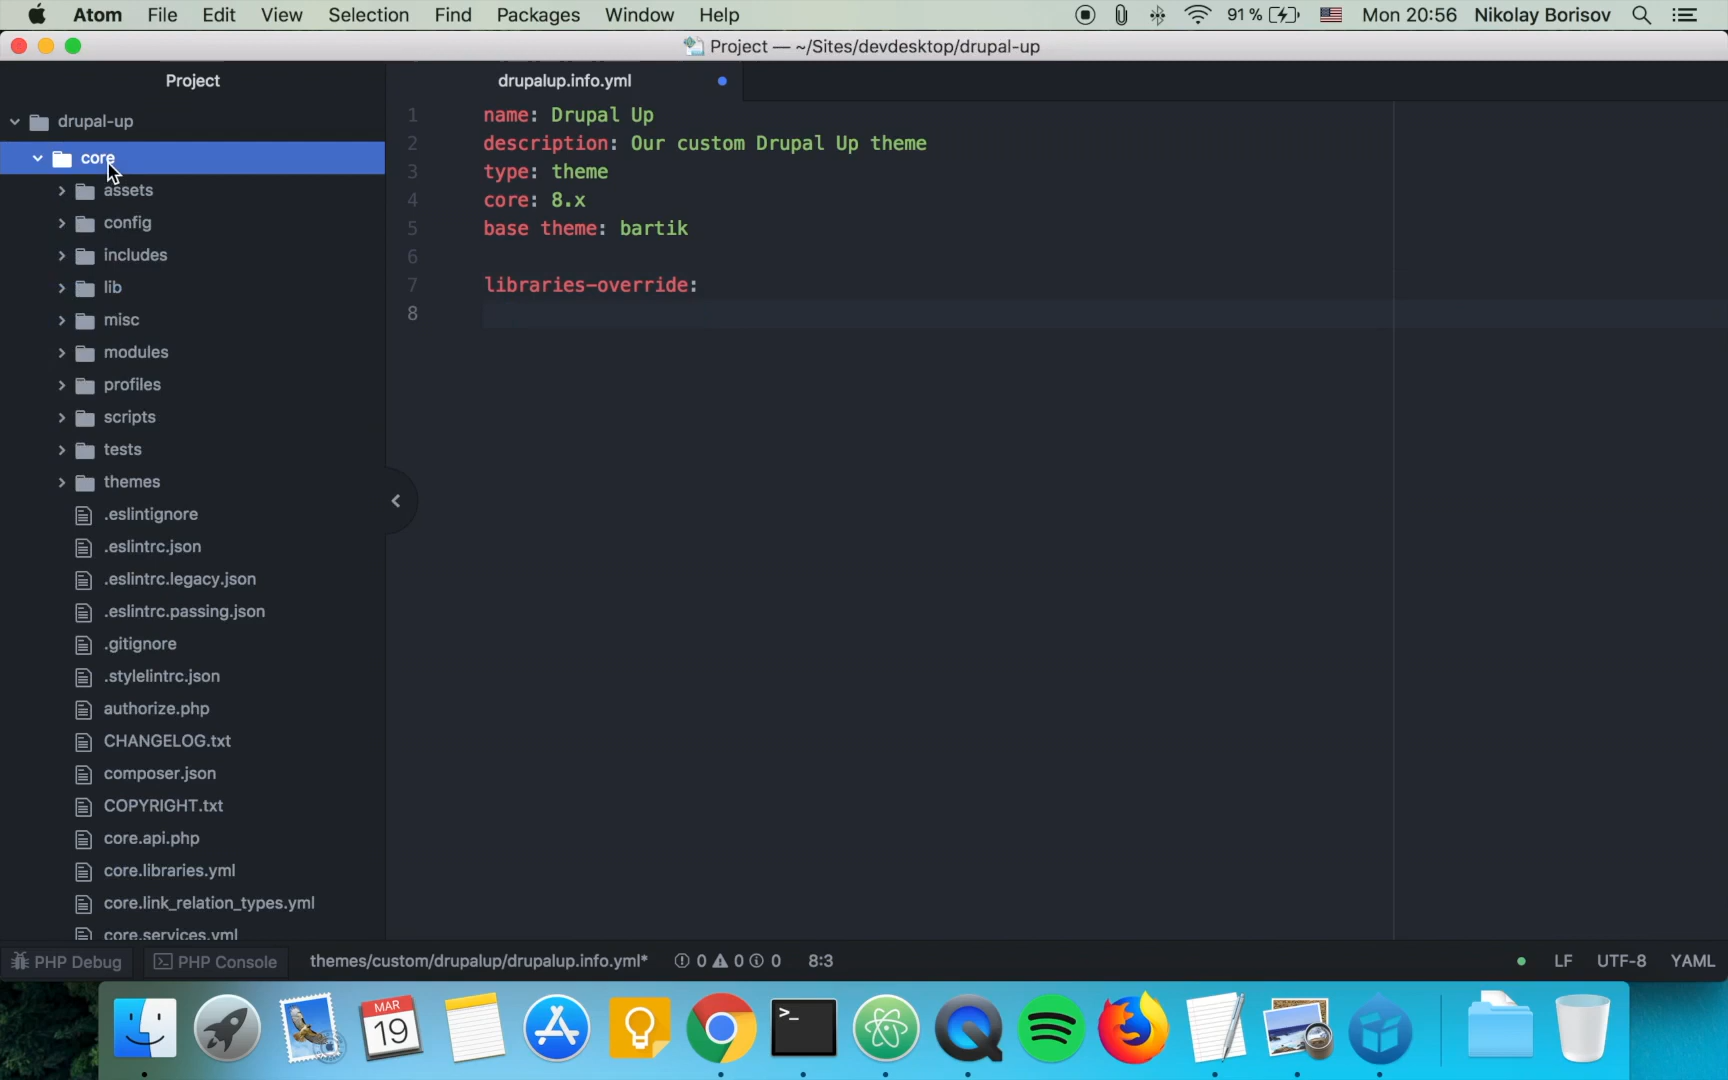 Atom File Edit View Selection Find Packages Window Help 91 % Mon 20:56 Nikolay Borisov
Project — ~/Sites/devdesktop/drupal-up
Project
drupal-up
core
assets
config
includes
lib
misc
modules
profiles
scripts
tests
themes
.eslintignore
.eslintrc.json
.eslintrc.legacy.json
.eslintrc.passing.json
.gitignore
.stylelintrc.json
authorize.php
CHANGELOG.txt
composer.json
COPYRIGHT.txt
core.api.php
core.libraries.yml
core.link_relation_types.yml
core.services.yml
drupalup.info.yml
1 name: Drupal Up
2 description: Our custom Drupal Up theme
3 type: theme
4 core: 8.x
5 base theme: bartik
6
7 libraries-override:
8
PHP Debug PHP Console themes/custom/drupalup/drupalup.info.yml* 0 0 0 8:3 LF UTF-8 YAML
MAR
19
>_